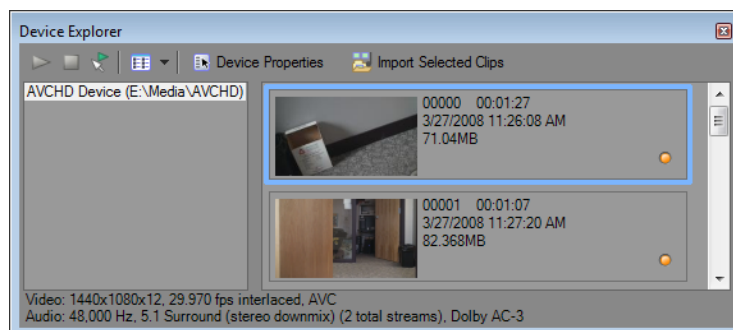 Device Explorer
Device Properties Import Selected Clips
AVCHD Device (E:\Media\AVCHD)
00000 00:01:27
3/27/2008 11:26:08 AM
71.04MB
00001 00:01:07
3/27/2008 11:27:20 AM
82.368MB
Video: 1440x1080x12, 29.970 fps interlaced, AVC
Audio: 48,000 Hz, 5.1 Surround (stereo downmix) (2 total streams), Dolby AC-3